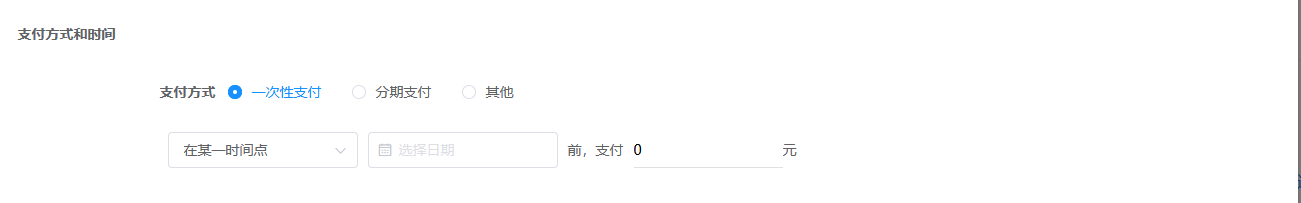 支付方式和时间
支付方式 一次性支付 分期支付 其他
在某一时间点 选择日期 前，支付 0 元